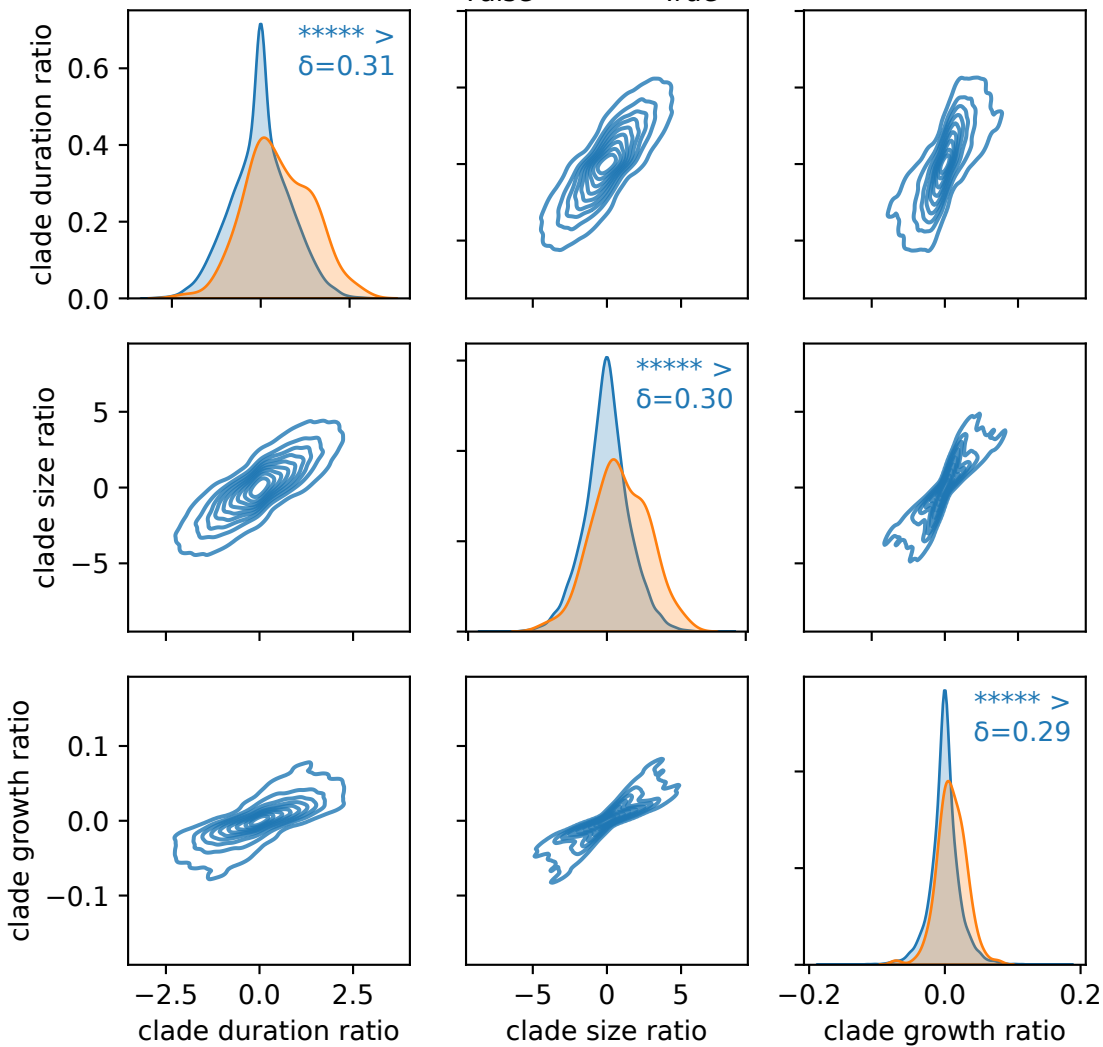 clade duration ratio
0.6
0.4
0.2
0.0
***** >
δ=0.31
clade size ratio
5
0
−5
***** >
δ=0.30
clade growth ratio
0.1
0.0
−0.1
***** >
δ=0.29
−2.5 0.0 2.5
−5 0 5
−0.2 0.0 0.2
clade duration ratio
clade size ratio
clade growth ratio